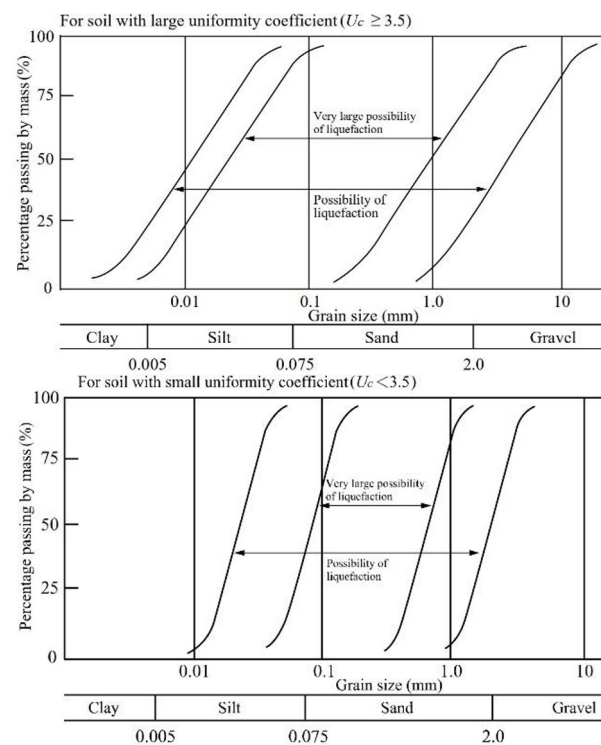 For soil with large uniformity coefficient (Uc ≥ 3.5)
Percentage passing by mass (%)
100
75
50
25
0
Very large possibility
of liquefaction
Possibility of
liquefaction
0.01 0.1 1.0 10
Grain size (mm)
Clay Silt Sand Gravel
0.005 0.075 2.0
For soil with small uniformity coefficient (Uc < 3.5)
Percentage passing by mass (%)
100
75
50
25
0
Very large possibility
of liquefaction
Possibility of
liquefaction
0.01 0.1 1.0 10
Grain size (mm)
Clay Silt Sand Gravel
0.005 0.075 2.0